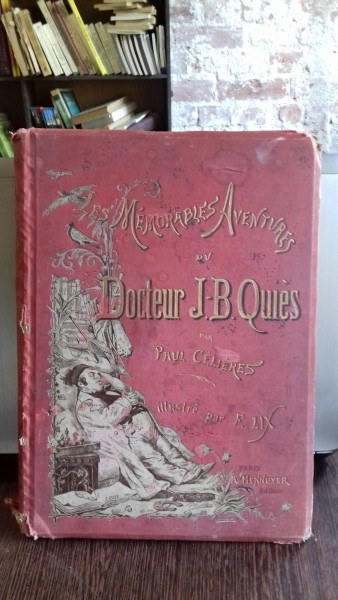 Les Mémorables Aventures
du
Docteur J.B Quiès
par
Paul Célières
Illustré par F. Lix
Paris
A. Hennuyer